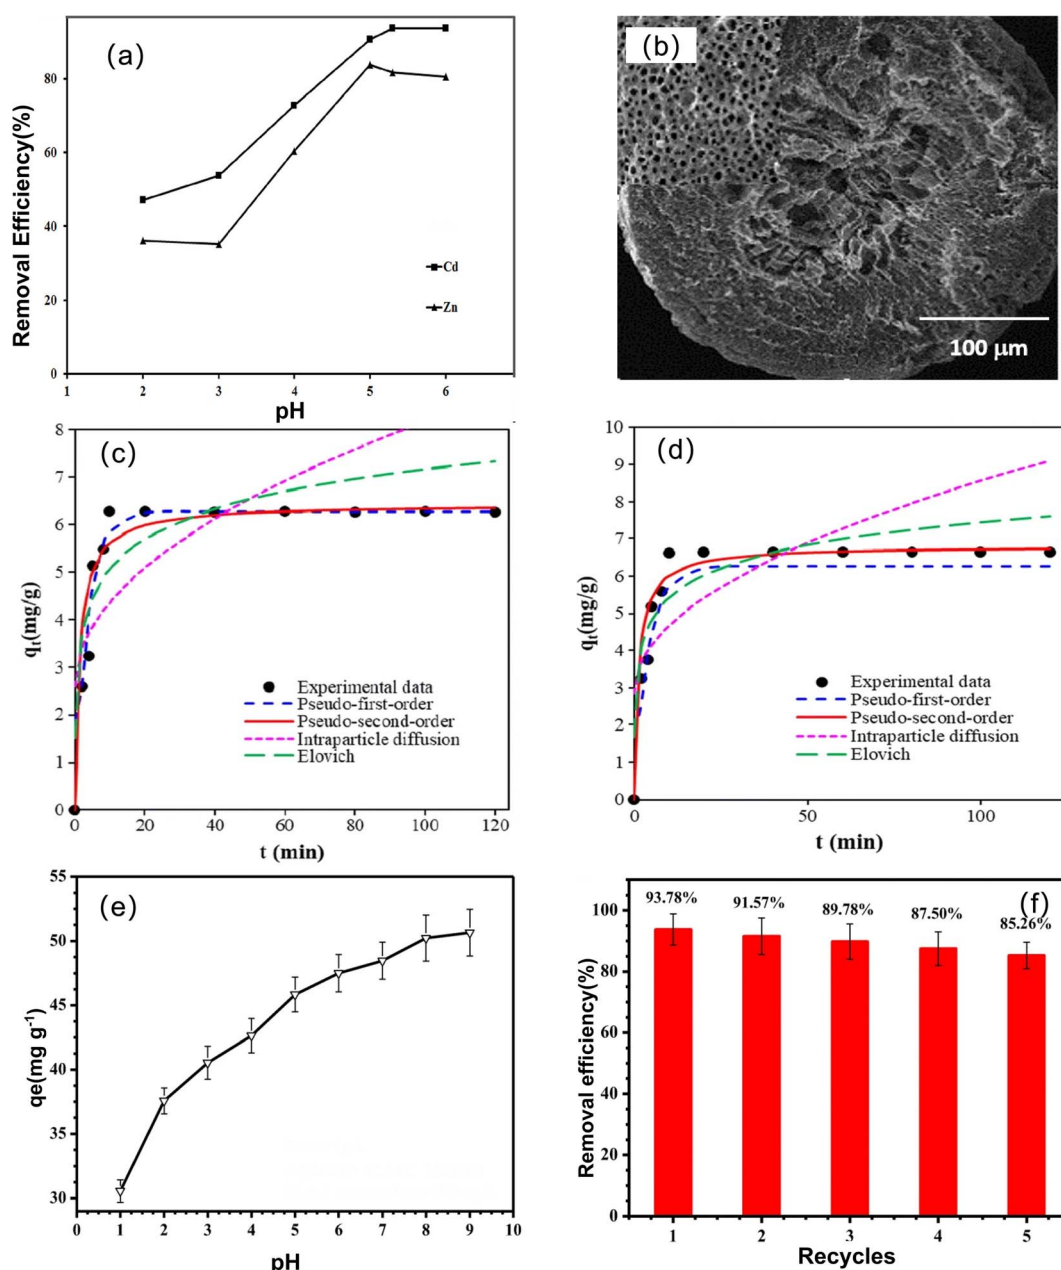 (a)
Removal Efficiency(%)
80
60
40
20
0
Cd
Zn
1 2 3 4 5 6
pH
(b)
100 μm
(c)
qt(mg/g)
8
7
6
5
4
3
2
1
0
Experimental data
Pseudo-first-order
Pseudo-second-order
Intraparticle diffusion
Elovich
0 20 40 60 80 100 120
t (min)
(d)
qt(mg/g)
10
9
8
7
6
5
4
3
2
1
0
Experimental data
Pseudo-first-order
Pseudo-second-order
Intraparticle diffusion
Elovich
0 50 100
t (min)
(e)
qe(mg g-1)
55
50
45
40
35
30
0 1 2 3 4 5 6 7 8 9 10
pH
(f)
Removal efficiency(%)
100
80
60
40
20
0
93.78% 91.57% 89.78% 87.50% 85.26%
1 2 3 4 5
Recycles